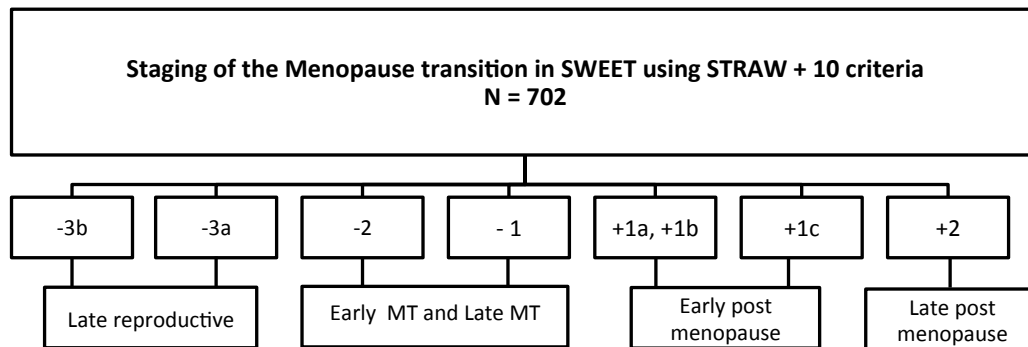 Staging of the Menopause transition in SWEET using STRAW + 10 criteria
N = 702
-3b
-3a
-2
- 1
+1a, +1b
+1c
+2
Late reproductive
Early MT and Late MT
Early post
menopause
Late post
menopause